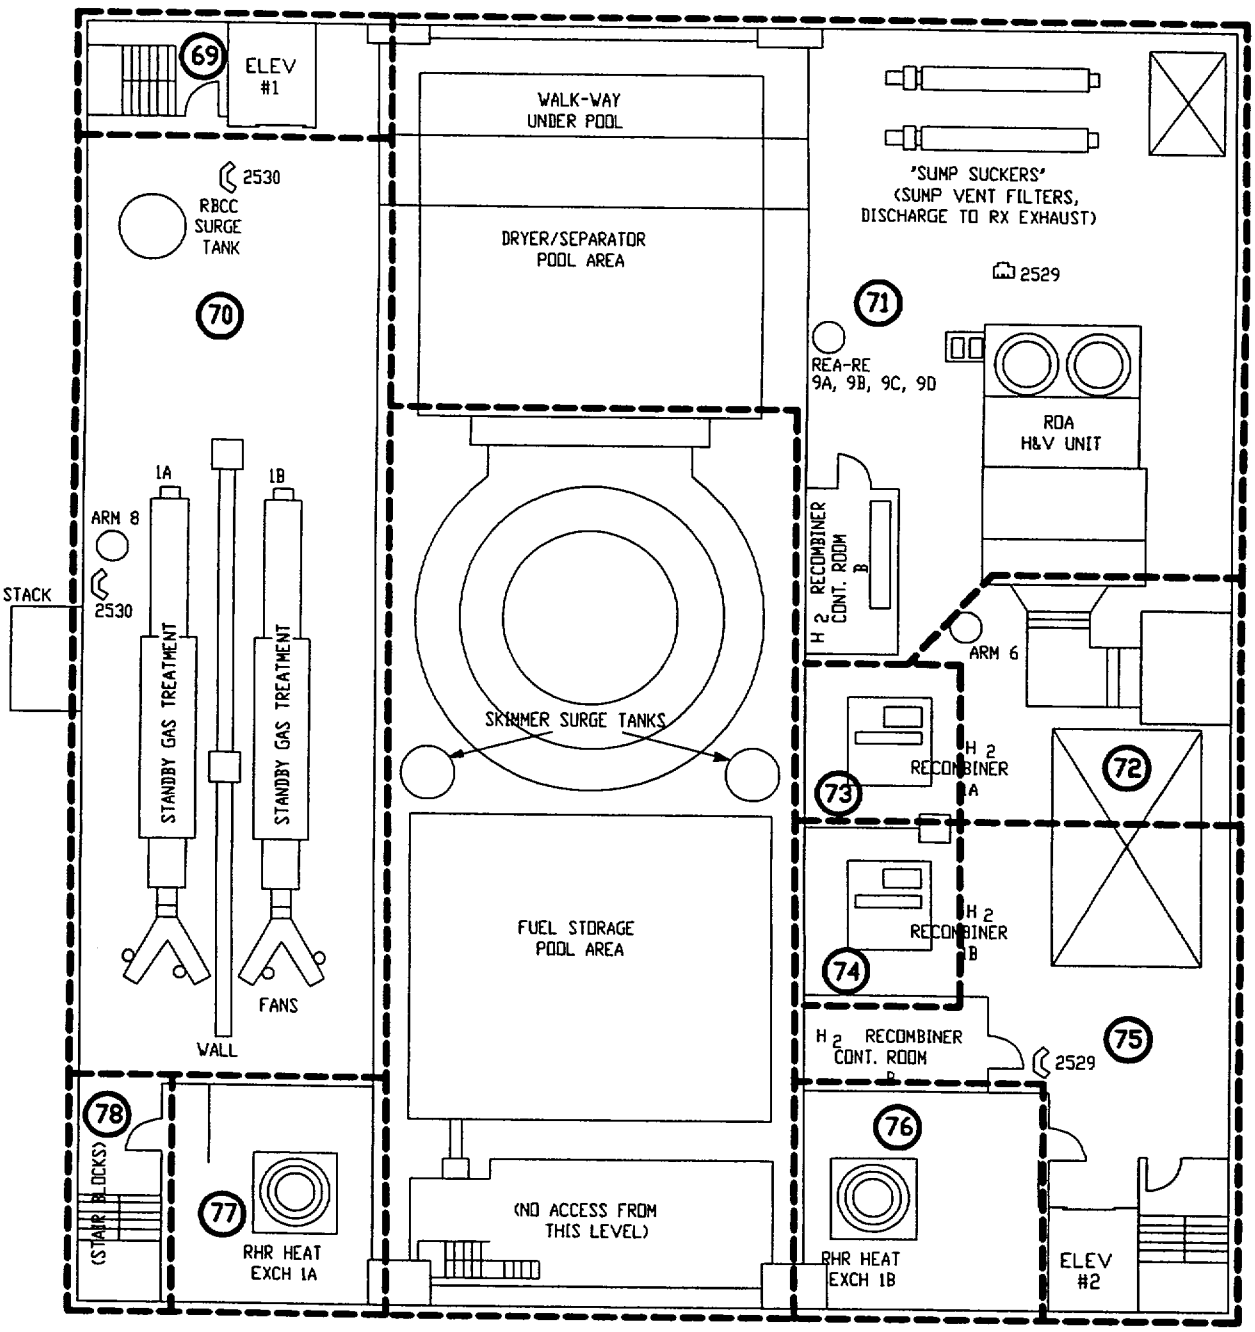 69
ELEV
#1
WALK-WAY
UNDER POOL
2530
RBCC
SURGE
TANK
70
DRYER/SEPARATOR
POOL AREA
"SUMP SUCKERS"
(SUMP VENT FILTERS,
DISCHARGE TO RX EXHAUST)
2529
71
REA-RE
9A, 9B, 9C, 9D
ROA
H&V UNIT
1A
1B
ARM 8
2530
STACK
STANDBY GAS TREATMENT
STANDBY GAS TREATMENT
H 2 RECOMBINER
CONT. ROOM
B
ARM 6
SKIMMER SURGE TANKS
H 2
RECOMBINER
1A
72
73
FUEL STORAGE
POOL AREA
H 2
RECOMBINER
1B
74
FANS
WALL
H 2 RECOMBINER
CONT. ROOM
75
2529
78
(STAIR BLOCKS)
77
RHR HEAT
EXCH 1A
(NO ACCESS FROM
THIS LEVEL)
76
RHR HEAT
EXCH 1B
ELEV
#2